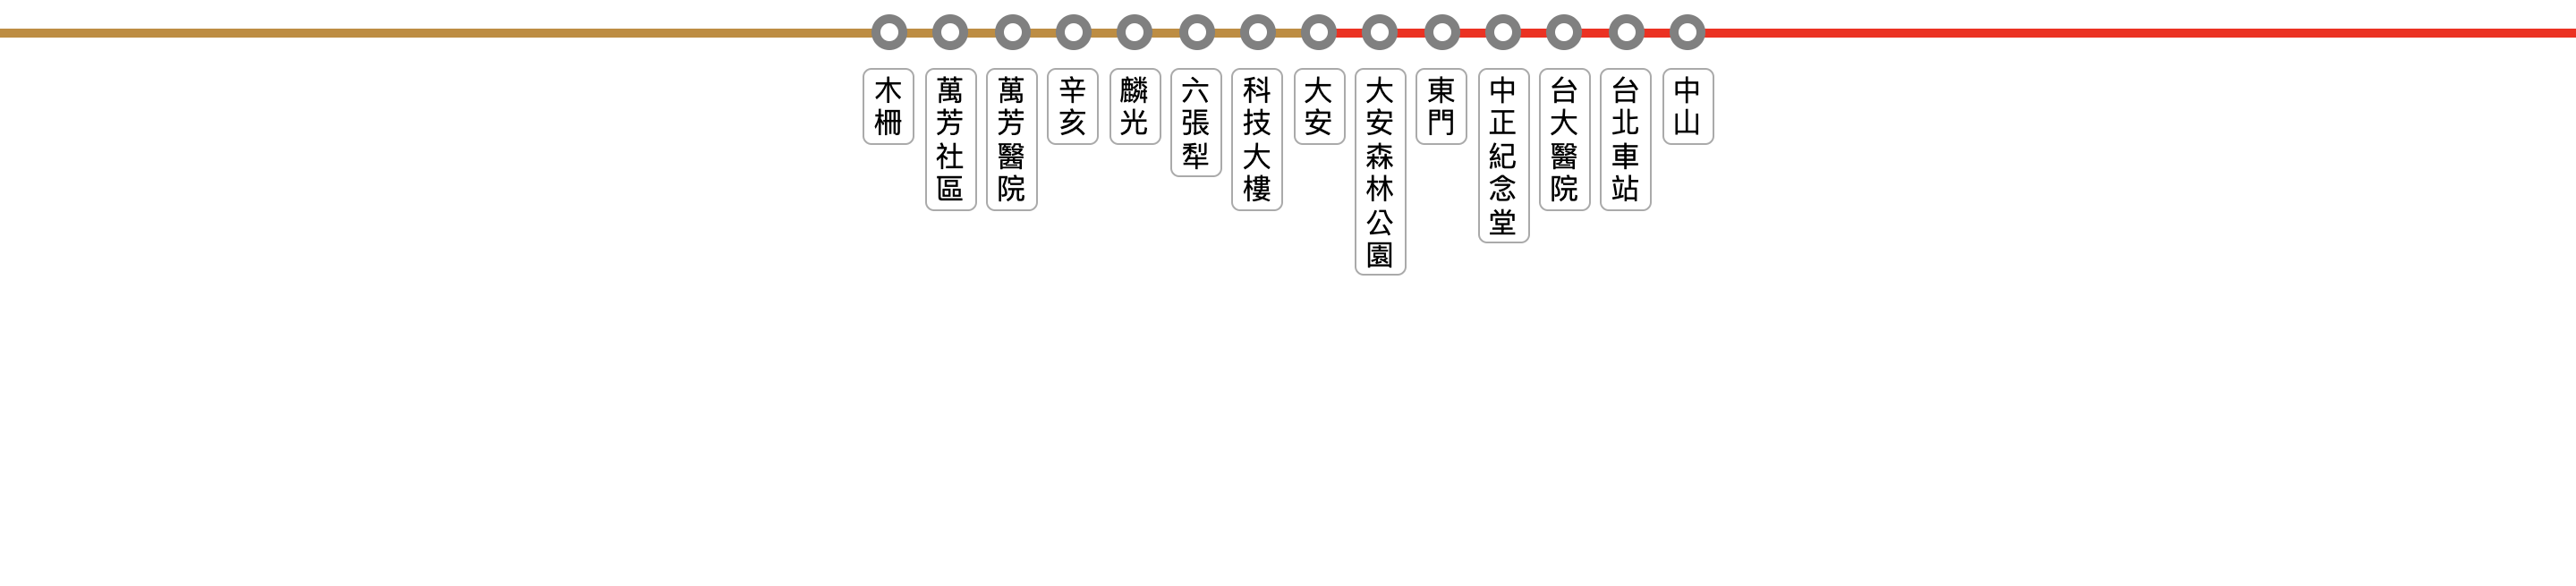 木柵
萬芳社區
萬芳醫院
辛亥
麟光
六張犁
科技大樓
大安
大安森林公園
東門
中正紀念堂
台大醫院
台北車站
中山